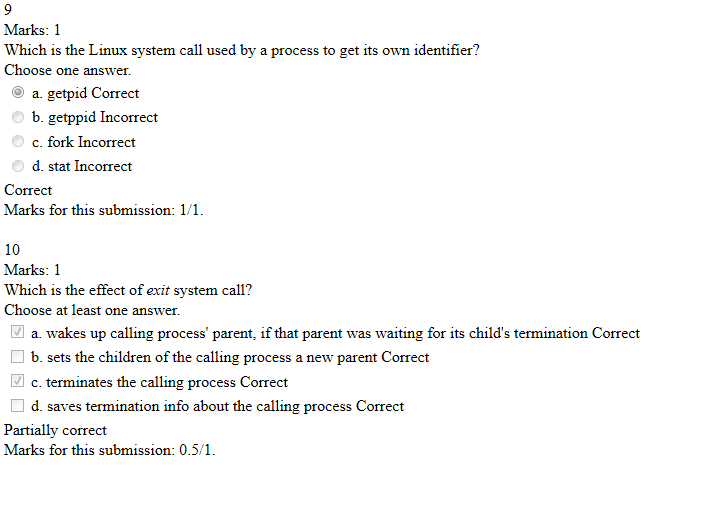 9
Marks: 1
Which is the Linux system call used by a process to get its own identifier?
Choose one answer.
a. getpid Correct
b. getppid Incorrect
c. fork Incorrect
d. stat Incorrect
Correct
Marks for this submission: 1/1.
10
Marks: 1
Which is the effect of exit system call?
Choose at least one answer.
a. wakes up calling process' parent, if that parent was waiting for its child's termination Correct
b. sets the children of the calling process a new parent Correct
c. terminates the calling process Correct
d. saves termination info about the calling process Correct
Partially correct
Marks for this submission: 0.5/1.